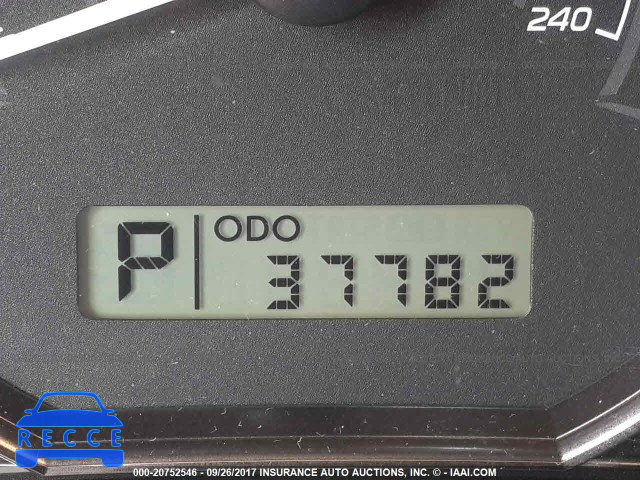 240
P ODO
37782
RECCE
000-20752546 - 09/26/2017 INSURANCE AUTO AUCTIONS, INC. - © IAAI.COM